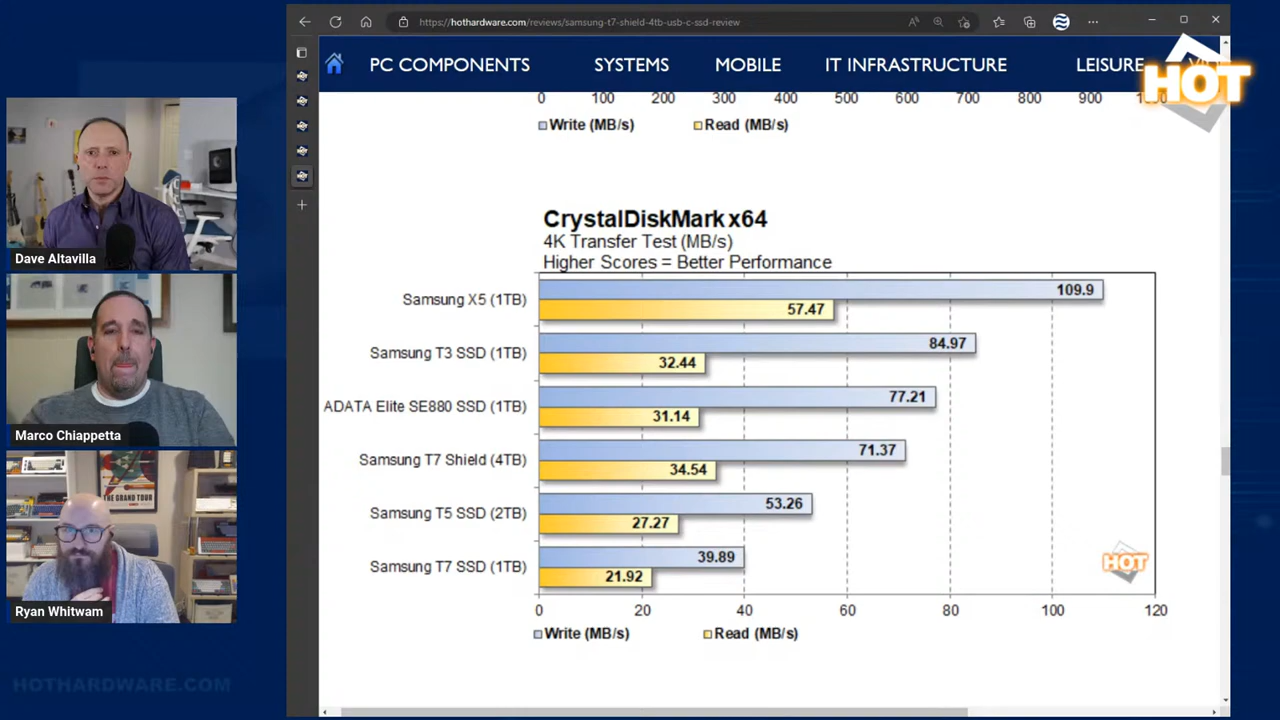 https://hothardware.com/reviews/samsung-t7-shield-4tb-usb-c-ssd-review
PC COMPONENTS SYSTEMS MOBILE IT INFRASTRUCTURE LEISURE
HOT
0 100 200 300 400 500 600 700 800 900
Write (MB/s) Read (MB/s)
CrystalDiskMark x64
4K Transfer Test (MB/s)
Higher Scores = Better Performance
Samsung X5 (1TB) 109.9
57.47
Samsung T3 SSD (1TB) 84.97
32.44
ADATA Elite SE880 SSD (1TB) 77.21
31.14
Samsung T7 Shield (4TB) 71.37
34.54
Samsung T5 SSD (2TB) 53.26
27.27
Samsung T7 SSD (1TB) 39.89
21.92
HOT
0 20 40 60 80 100 120
Write (MB/s) Read (MB/s)
Dave Altavilla
Marco Chiappetta
THE GRAND TOUR
Ryan Whitwam
HOTHARDWARE.COM